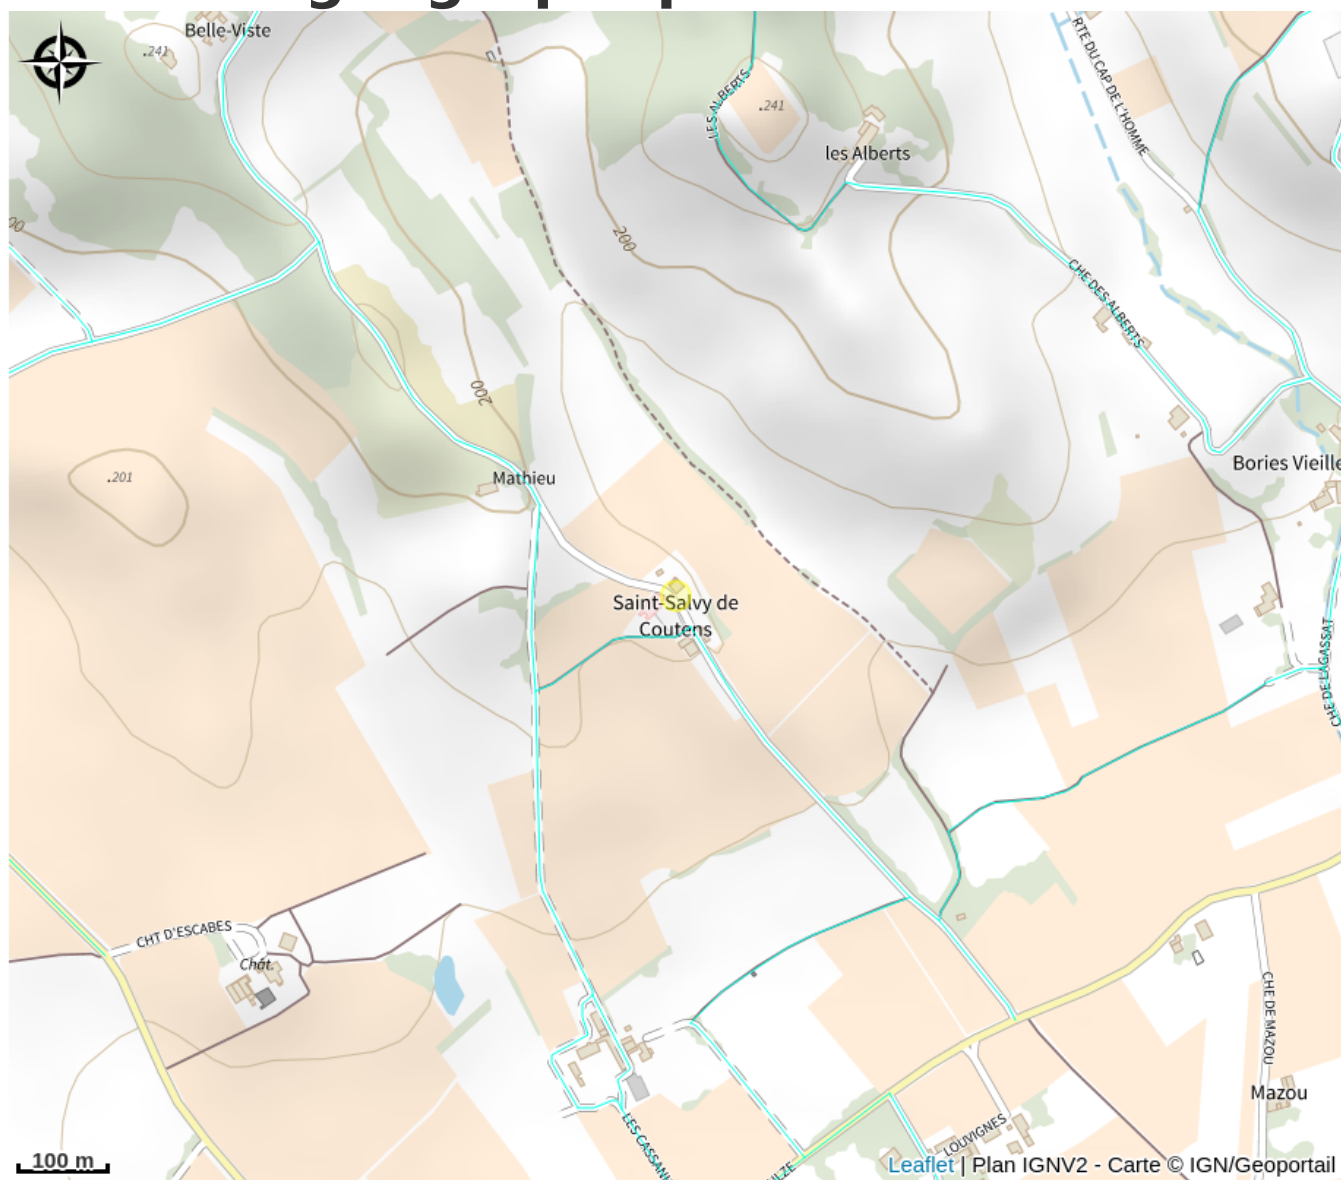 Belle-Viste
.241
LES ALBERTS
.241
les Alberts
RTE DU CAP DE L'HOMME
00
200
CHE DES ALBERTS
200
Mathieu
.201
Bories Vieille
Saint-Salvy de
Coutens
CHE DE LAGASSAT
CHT D'ESCABES
Chât.
CHE DE MAZOU
Mazou
LES CASSAN
LOUVIGNES
ULZE
100 m
Leaflet | Plan IGNV2 - Carte © IGN/Geoportail